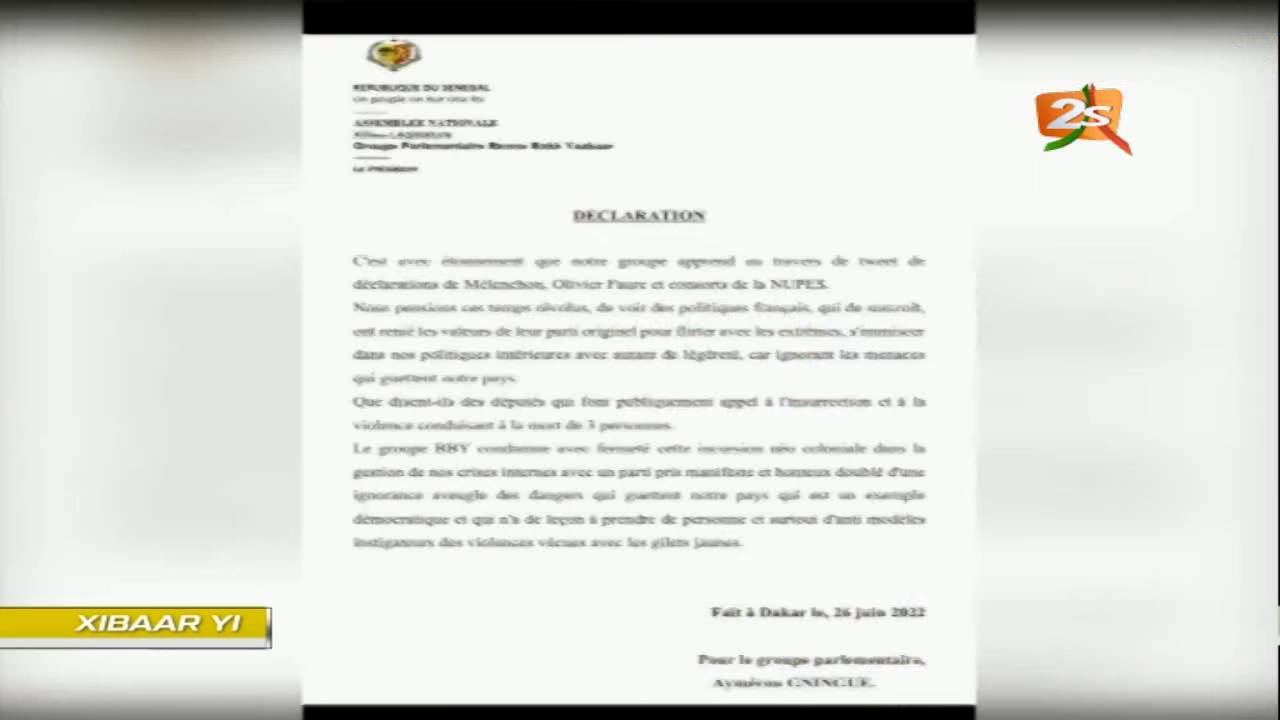 REPUBLIQUE DU SENEGAL
Un peuple un but une foi
ASSEMBLEE NATIONALE
Groupe Parlementaire Benno Bokk Yaakaar
Le PRESIDENT
2S
DECLARATION
C'est avec étonnement que notre groupe apprend au travers de tweet de
déclarations de Mélenchon, Olivier Faure et consorts de la NUPES.
Nous pensions ces temps révolus, de voir des politiques français, qui de surcroît,
ont renié les valeurs de leur parti originel pour flirter avec les extrêmes, s'immiscer
dans nos politiques intérieures avec autant de légèreté, car ignorant les menaces
qui guettent notre pays.
Que disent-ils des députés qui font publiquement appel à l'insurrection et à la
violence conduisant à la mort de 3 personnes.
Le groupe BBY condamne avec fermeté cette incursion néo coloniale dans la
gestion de nos crises internes avec un parti pris manifeste et honteux doublé d'une
ignorance aveugle des dangers qui guettent notre pays qui est un exemple
démocratique et qui n'a de leçon à prendre de personne et surtout d'anti modèles
instigateurs des violences vécues avec les gilets jaunes.
Fait à Dakar le, 26 juin 2022
Pour le groupe parlementaire,
Aymérou GNINGUE.
XIBAAR YI